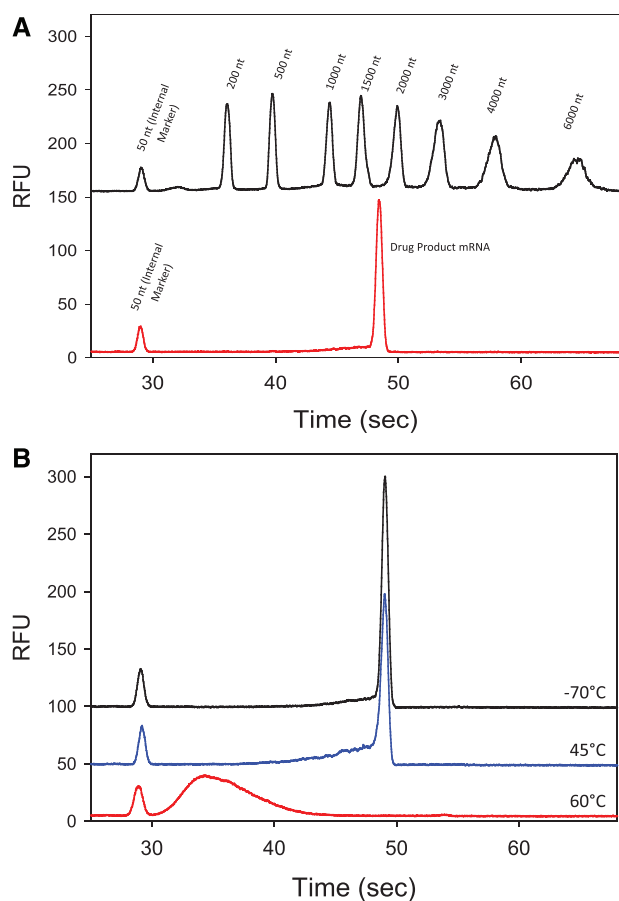 A
300
250
200
150
100
50
0
RFU
50 nt (Internal
Marker)
200 nt
500 nt
1000 nt
1500 nt
2000 nt
3000 nt
4000 nt
6000 nt
50 nt (Internal
Marker)
Drug Product mRNA
30
40
50
60
Time (sec)
B
300
250
200
150
100
50
0
RFU
-70°C
45°C
60°C
30
40
50
60
Time (sec)